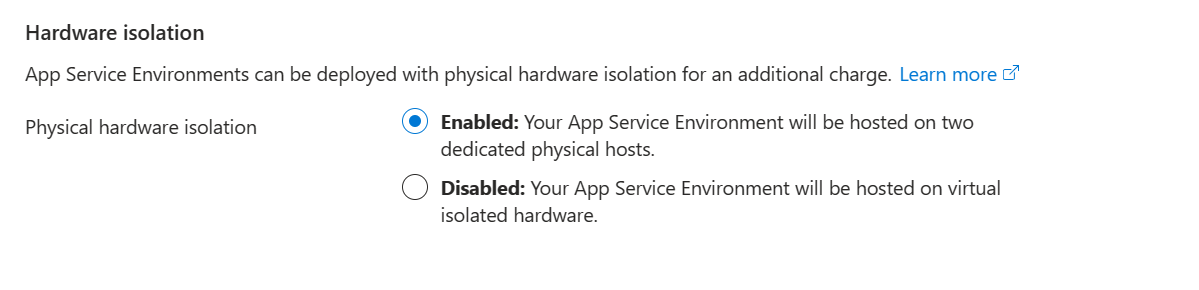 Hardware isolation
App Service Environments can be deployed with physical hardware isolation for an additional charge. Learn more
Physical hardware isolation
Enabled: Your App Service Environment will be hosted on two
dedicated physical hosts.
Disabled: Your App Service Environment will be hosted on virtual
isolated hardware.